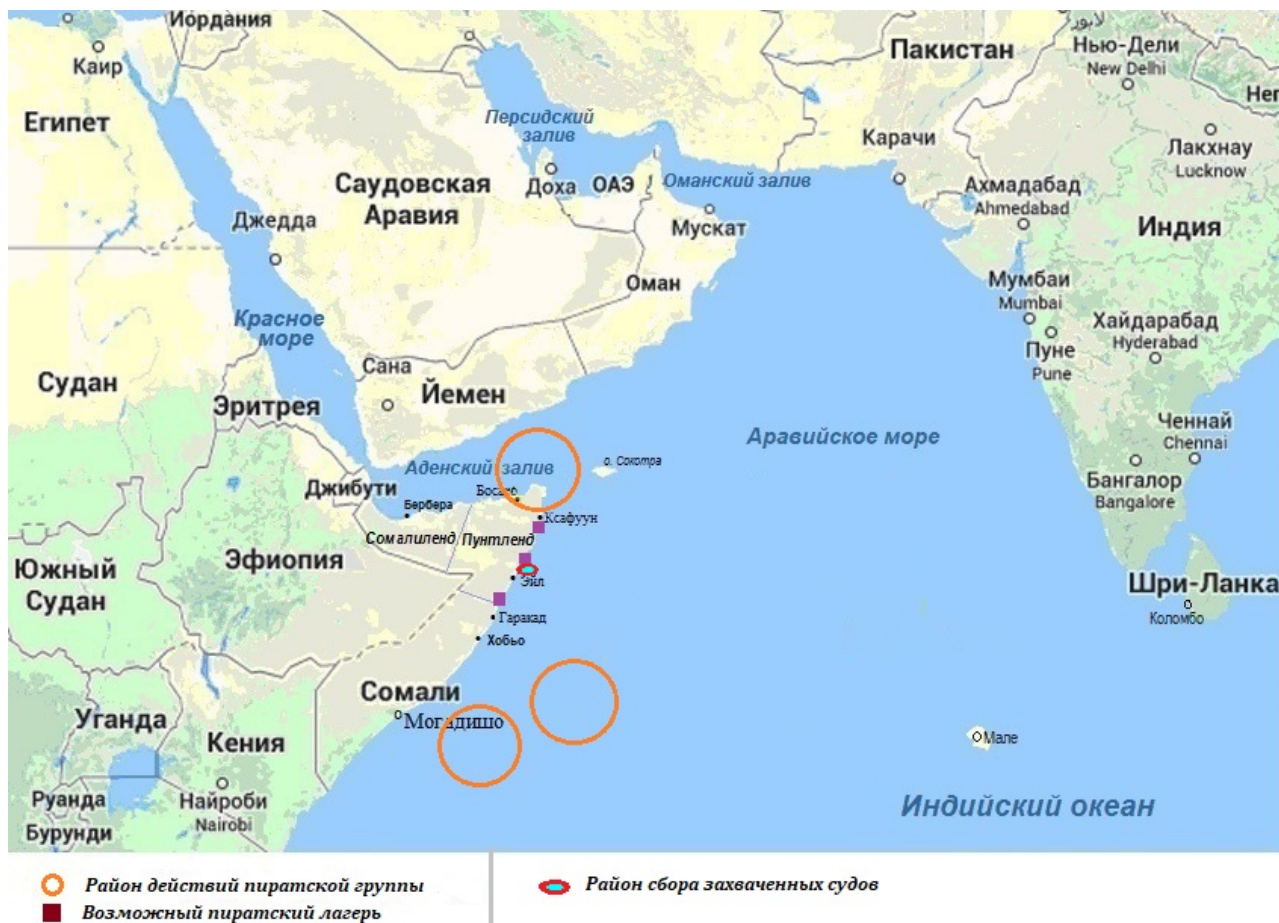 Иордания
Каир
Египет
Персидский
залив
Пакистан
لاہور
Нью-Дели
New Delhi
Карачи
Лакхнау
Lucknow
Саудовская
Аравия
Доха
ОАЭ
Оманский залив
Ахмадабад
Ahmedabad
Джедда
Мускат
Индия
Оман
Мумбаи
Mumbai
Хайдарабад
Hyderabad
Красное
море
Пуне
Pune
Сана
Йемен
Судан
Эритрея
Ченнай
Chennai
Аравийское море
Аденский залив
о. Сокотра
Бангалор
Bangalore
Джибути
Бербера
Босасо
Ксафуун
Сомалиленд
Пунтленд
Эфиопия
Южный
Судан
Эйл
Шри-Ланка
Коломбо
Гаракад
Хобьо
Сомали
Могадишо
Уганда
Кения
Мале
Руанда
Бурунди
Найроби
Nairobi
Индийский океан
Район действий пиратской группы
Возможный пиратский лагерь
Район сбора захваченных судов